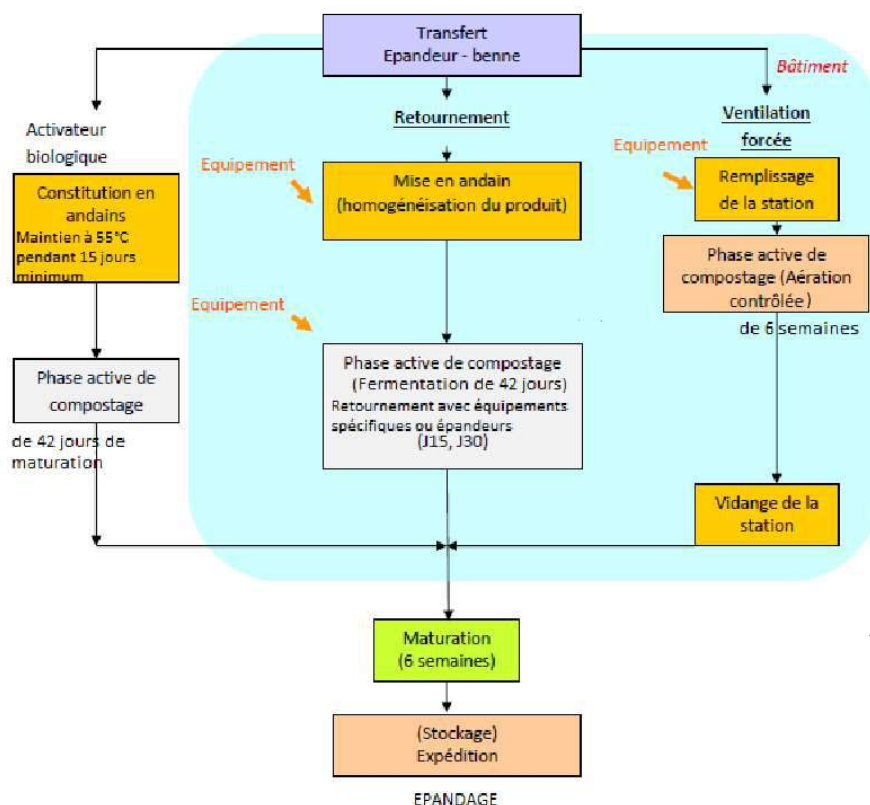 Transfert
Epandeur - benne
Bâtiment
Activateur
biologique
Constitution en
andains
Maintien à 55°C
pendant 15 jours
minimum
Phase active de
compostage
de 42 jours de
maturation
Retournement
Equipement
Mise en andain
(homogénéisation du produit)
Equipement
Phase active de compostage
(Fermentation de 42 jours)
Retournement avec équipements
spécifiques ou épandeurs
(J15, J30)
Ventilation
forcée
Equipement
Remplissage
de la station
Phase active de
compostage (Aération
contrôlée )
de 6 semaines
Vidange de la
station
Maturation
(6 semaines)
(Stockage)
Expédition
EPANDAGE